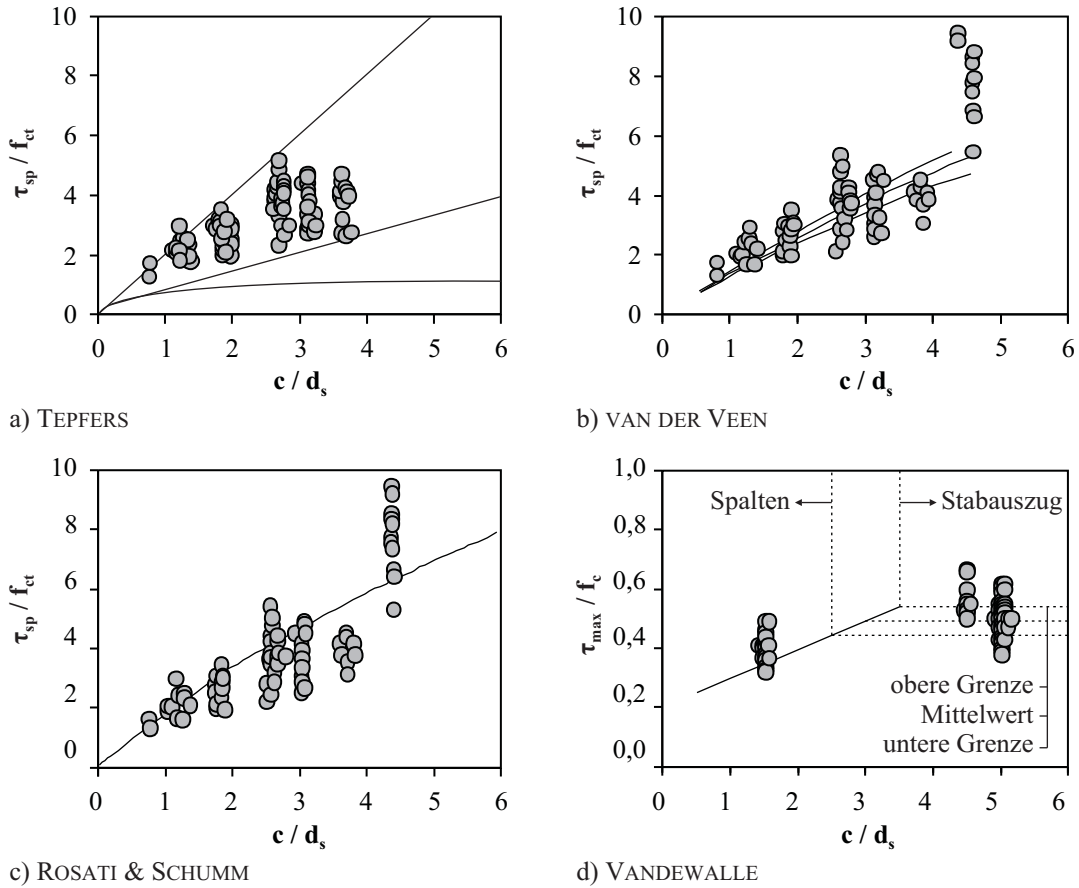 10
8
6
4
2
0
τsp / fct
0 1 2 3 4 5 6
c / ds
a) TEPFERS
10
8
6
4
2
0
τsp / fct
0 1 2 3 4 5 6
c / ds
b) VAN DER VEEN
10
8
6
4
2
0
τsp / fct
0 1 2 3 4 5 6
c / ds
c) ROSATI & SCHUMM
1,0
0,8
0,6
0,4
0,2
0,0
τmax / fc
Spalten
Stabauszug
obere Grenze
Mittelwert
untere Grenze
0 1 2 3 4 5 6
c / ds
d) VANDEWALLE